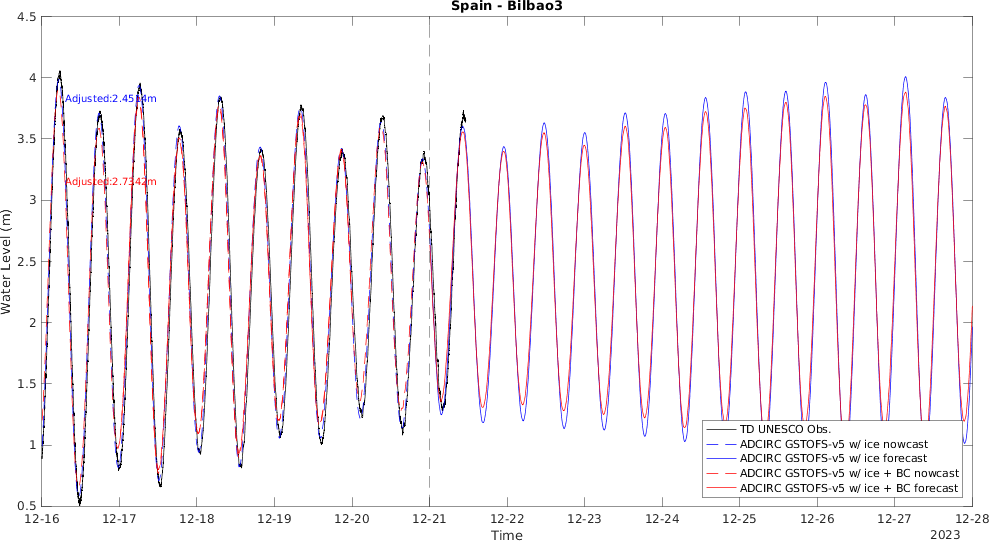 Spain - Bilbao3
4.5
4
3.5
3
2.5
2
1.5
1
0.5
Water Level (m)
Adjusted:2.4514m
Adjusted:2.7342m
TD UNESCO Obs.
ADCIRC GSTOFS-v5 w/ ice nowcast
ADCIRC GSTOFS-v5 w/ ice forecast
ADCIRC GSTOFS-v5 w/ ice + BC nowcast
ADCIRC GSTOFS-v5 w/ ice + BC forecast
12-16 12-17 12-18 12-19 12-20 12-21 12-22 12-23 12-24 12-25 12-26 12-27 12-28
Time
2023